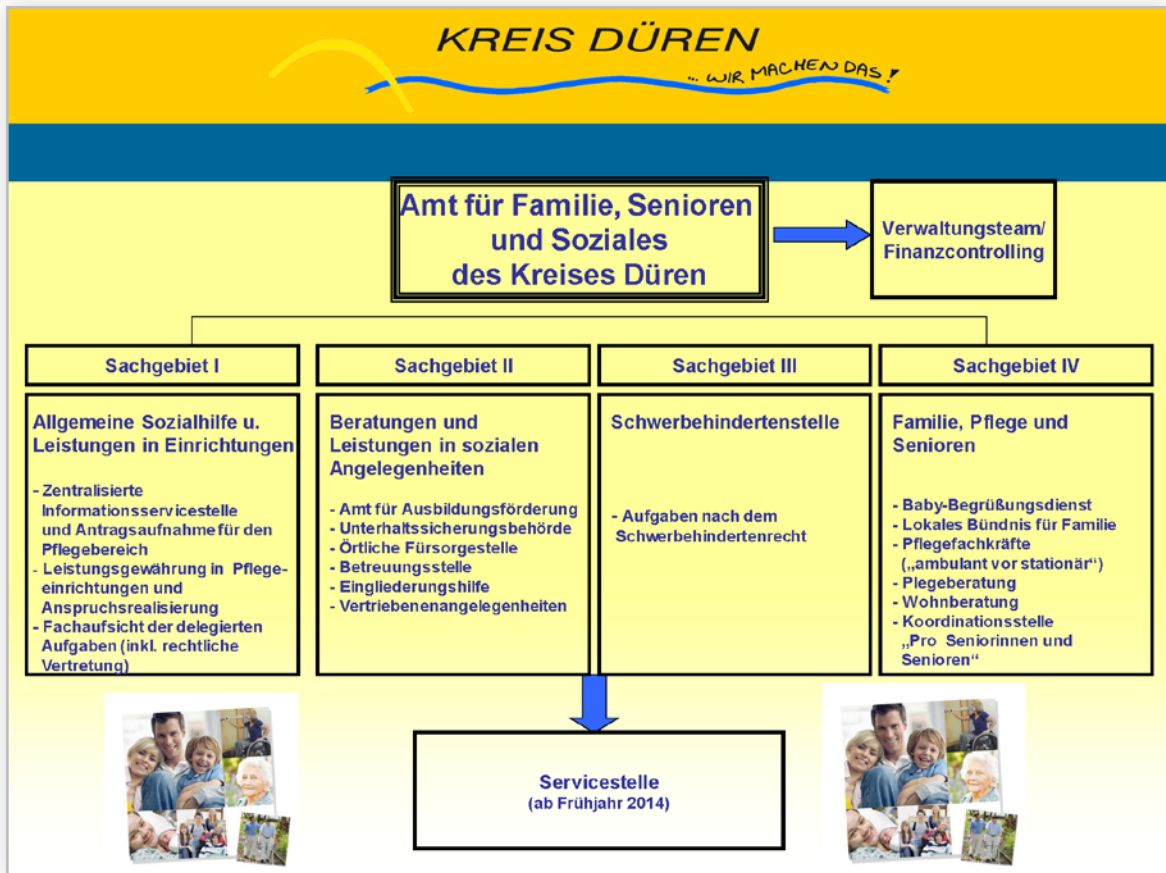 KREIS DÜREN
... WIR MACHEN DAS!
Amt für Familie, Senioren
und Soziales
des Kreises Düren
Verwaltungsteam/
Finanzcontrolling
Sachgebiet I
Allgemeine Sozialhilfe u.
Leistungen in Einrichtungen
- Zentralisierte
Informationsservicestelle
und Antragsaufnahme für den
Pflegebereich
- Leistungsgewährung in Pflege-
einrichtungen und
Anspruchsrealisierung
- Fachaufsicht der delegierten
Aufgaben (inkl. rechtliche
Vertretung)
Sachgebiet II
Beratungen und
Leistungen in sozialen
Angelegenheiten
- Amt für Ausbildungsförderung
- Unterhaltssicherungsbehörde
- Örtliche Fürsorgestelle
- Betreuungsstelle
- Eingliederungshilfe
- Vertriebenenangelegenheiten
Sachgebiet III
Schwerbehindertenstelle
- Aufgaben nach dem
Schwerbehindertenrecht
Sachgebiet IV
Familie, Pflege und
Senioren
- Baby-Begrüßungsdienst
- Lokales Bündnis für Familie
- Pflegefachkräfte
(„ambulant vor stationär“)
- Plegeberatung
- Wohnberatung
- Koordinationsstelle
„Pro Seniorinnen und
Senioren“
Servicestelle
(ab Frühjahr 2014)